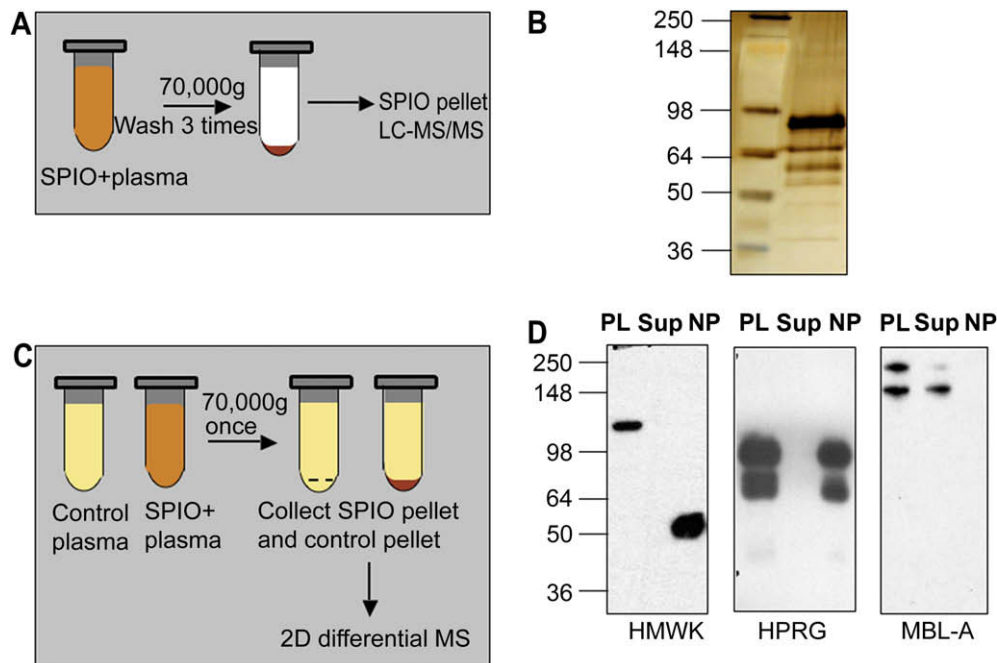 A
70,000g
Wash 3 times
SPIO+plasma
SPIO pellet
LC-MS/MS
B
250
148
98
64
50
36
C
70,000g
once
Control
plasma
SPIO+
plasma
Collect SPIO pellet
and control pellet
2D differential MS
D
PL Sup NP
PL Sup NP
PL Sup NP
250
148
98
64
50
36
HMWK
HPRG
MBL-A